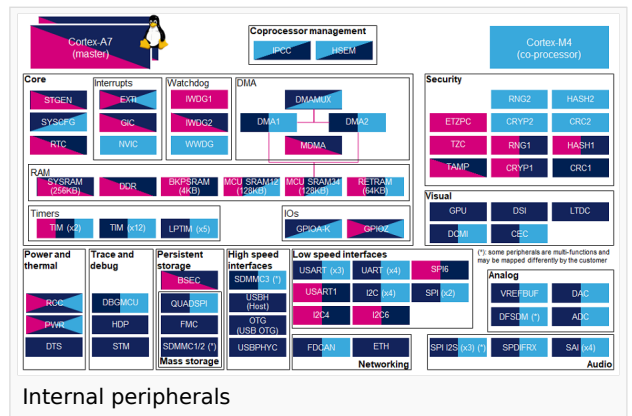 Cortex-A7
(master)
Coprocessor management
IPCC
HSEM
Cortex-M4
(co-processor)
Core
STGEN
SYSCFG
RTC
Interrupts
EXTI
GIC
NVIC
Watchdog
IWDG1
IWDG2
WWDG
DMA
DMAMUX
DMA1
DMA2
MDMA
Security
RNG2
HASH2
ETZPC
CRYP2
CRC2
TZC
RNG1
HASH1
TAMP
CRYP1
CRC1
RAM
SYSRAM
(256KB)
DDR
BKPSRAM
(4KB)
MCU SRAM12
(128KB)
MCU SRAM34
(128KB)
RETRAM
(64KB)
Timers
TIM (x2)
TIM (x12)
LPTIM (x5)
IOs
GPIOA-K
GPIOZ
Visual
GPU
DSI
LTDC
DCMI
CEC
(*): some peripherals are multi-functions and
may be mapped differently by the customer
Power and
thermal
RCC
PWR
DTS
Trace and
debug
DBGMCU
HDP
STM
Persistent
storage
BSEC
QUADSPI
FMC
SDMMC1/2 (*)
Mass storage
High speed
interfaces
SDMMC3 (*)
USBH
(Host)
OTG
(USB OTG)
USBPHYC
Low speed interfaces
USART (x3)
UART (x4)
SPI6
USART1
I2C (x4)
SPI (x2)
I2C4
I2C6
FDCAN
ETH
Networking
Analog
VREFBUF
DAC
DFSDM (*)
ADC
SPI I2S (x3) (*)
SPDIFRX
SAI (x4)
Audio
Internal peripherals